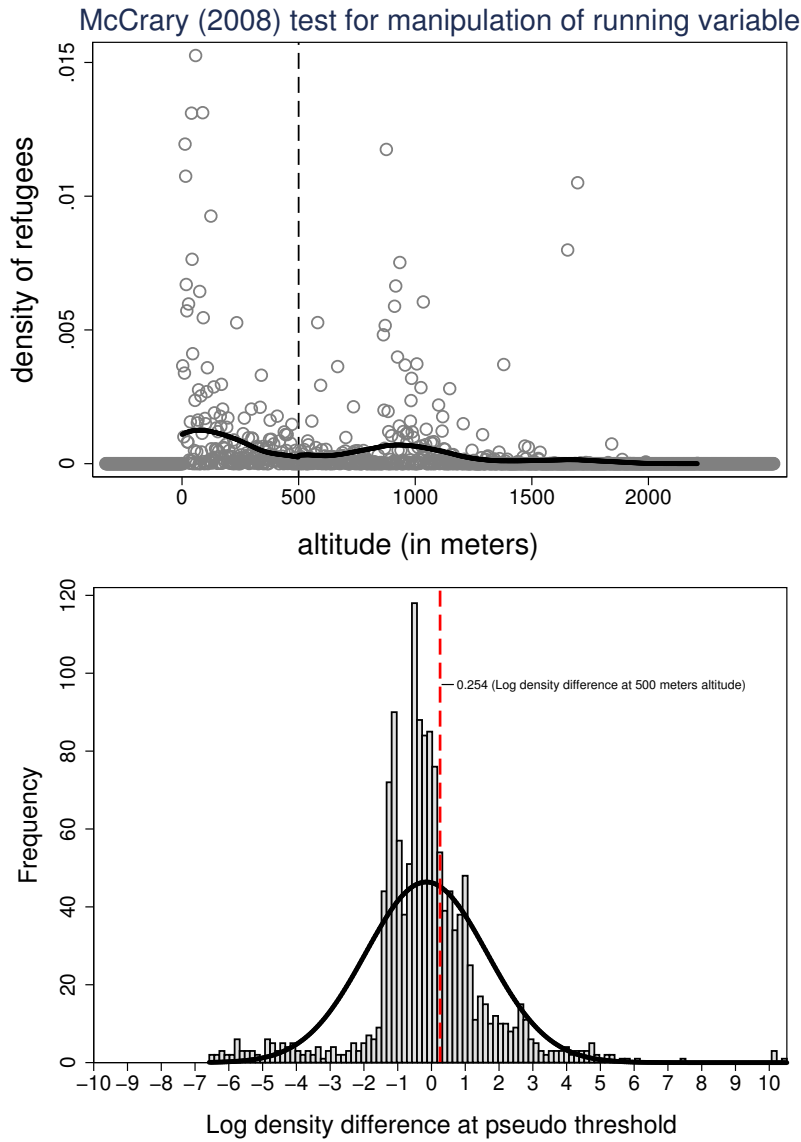 McCrary (2008) test for manipulation of running variable
.015
.01
.005
0
density of refugees
0 500 1000 1500 2000
altitude (in meters)
120
100
80
60
40
20
0
Frequency
0.254 (Log density difference at 500 meters altitude)
−10 −9 −8 −7 −6 −5 −4 −3 −2 −1 0 1 2 3 4 5 6 7 8 9 10
Log density difference at pseudo threshold